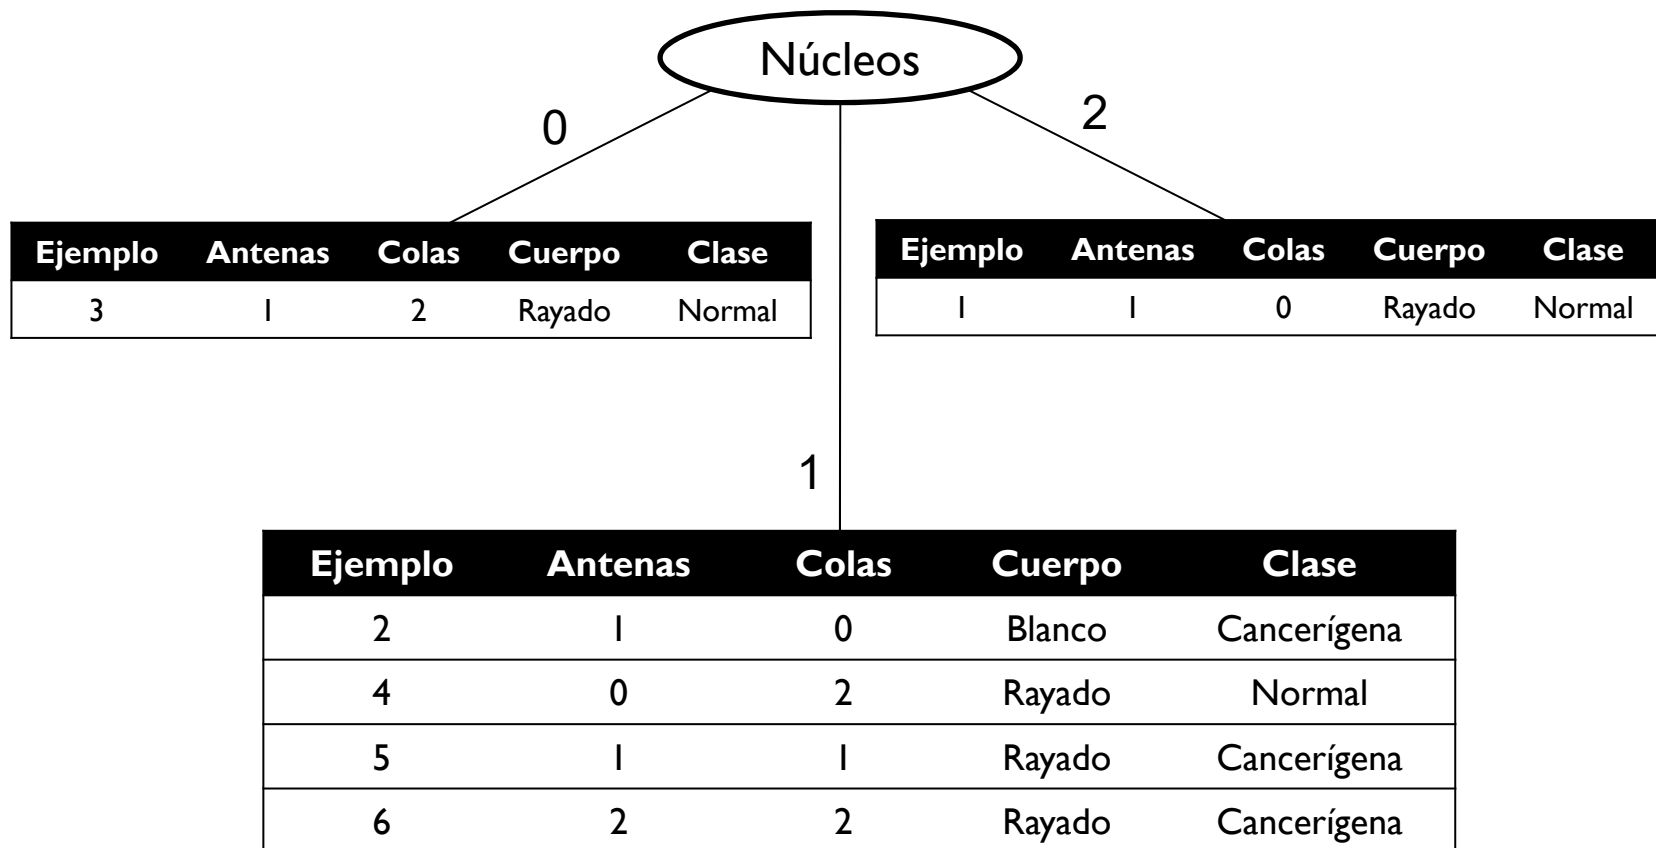 Núcleos
0
2
Ejemplo Antenas Colas Cuerpo Clase
3 1 2 Rayado Normal
Ejemplo Antenas Colas Cuerpo Clase
1 1 0 Rayado Normal
1
Ejemplo Antenas Colas Cuerpo Clase
2 1 0 Blanco Cancerígena
4 0 2 Rayado Normal
5 1 1 Rayado Cancerígena
6 2 2 Rayado Cancerígena